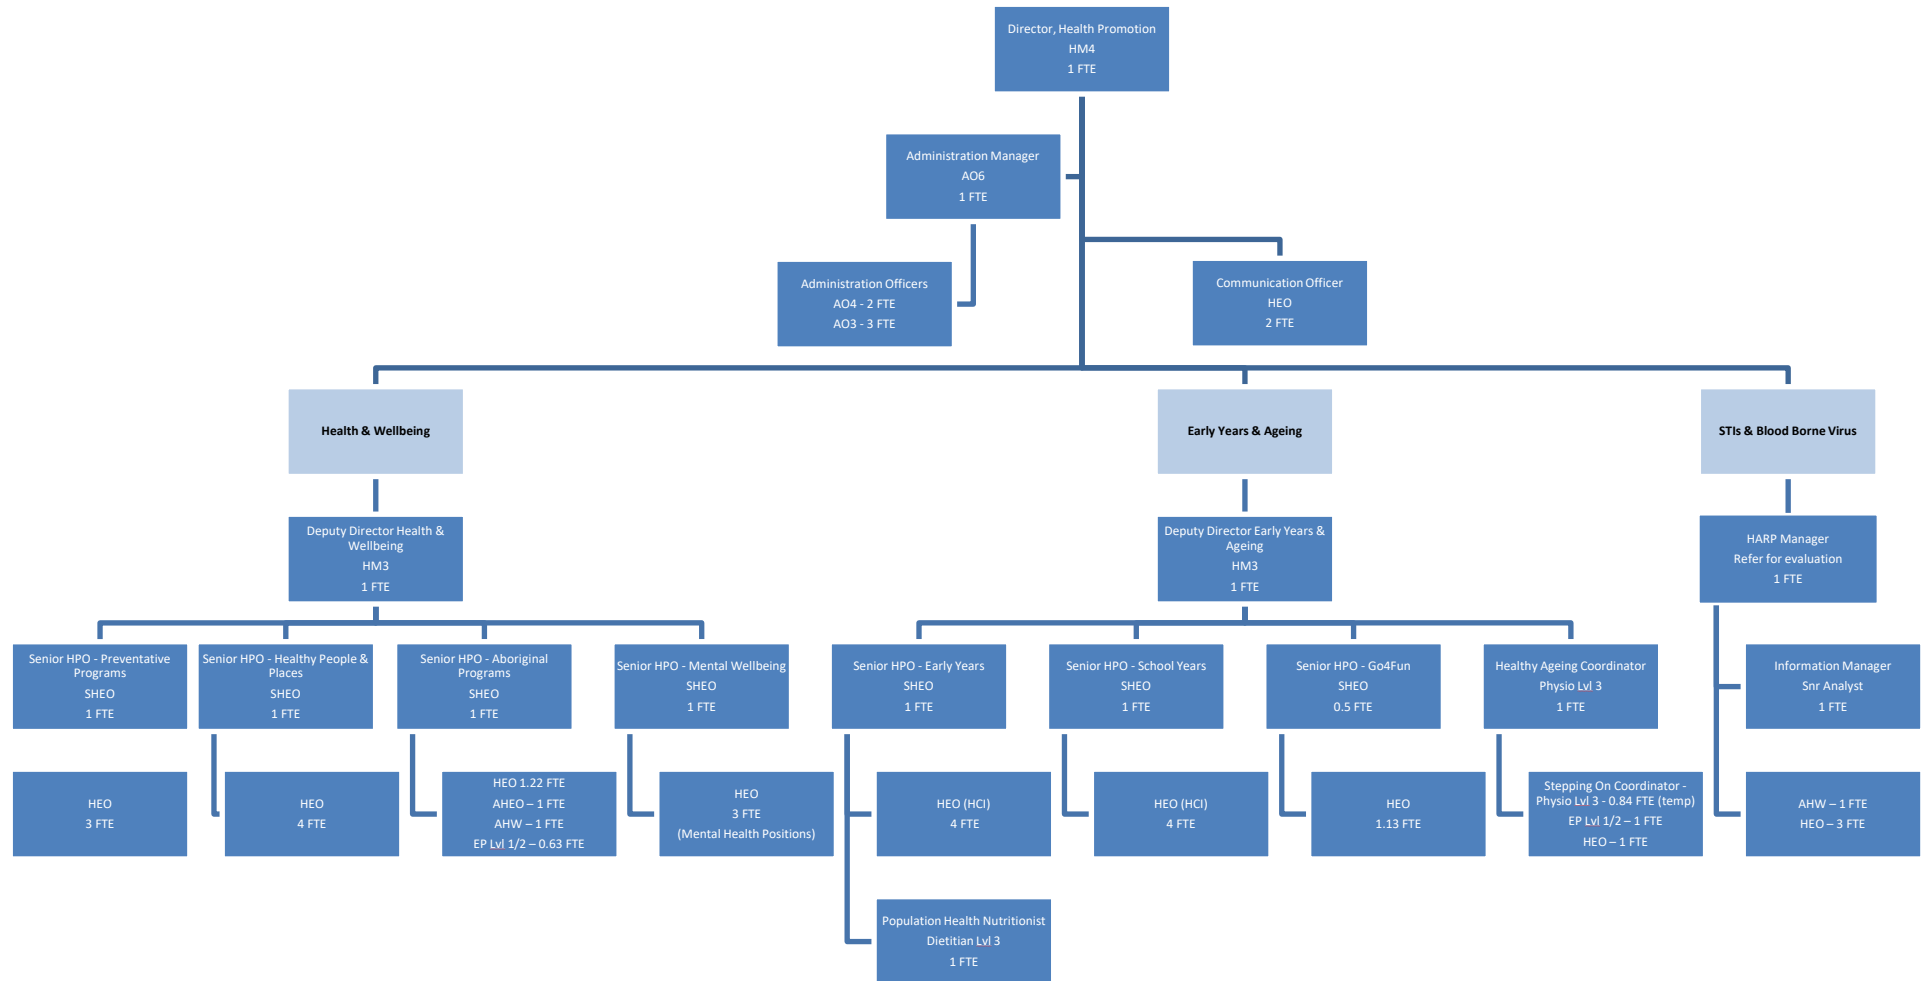 Director, Health Promotion
HM4
1 FTE
Administration Manager
AO6
1 FTE
Administration Officers
AO4 - 2 FTE
AO3 - 3 FTE
Communication Officer
HEO
2 FTE
Health & Wellbeing
Early Years & Ageing
STIs & Blood Borne Virus
Deputy Director Health &
Wellbeing
HM3
1 FTE
Deputy Director Early Years &
Ageing
HM3
1 FTE
HARP Manager
Refer for evaluation
1 FTE
Senior HPO - Preventative
Programs
SHEO
1 FTE
Senior HPO - Healthy People &
Places
SHEO
1 FTE
Senior HPO - Aboriginal
Programs
SHEO
1 FTE
Senior HPO - Mental Wellbeing
SHEO
1 FTE
Senior HPO - Early Years
SHEO
1 FTE
Senior HPO - School Years
SHEO
1 FTE
Senior HPO - Go4Fun
SHEO
0.5 FTE
Healthy Ageing Coordinator
Physio Lvl 3
1 FTE
Information Manager
Snr Analyst
1 FTE
HEO
3 FTE
HEO
4 FTE
HEO 1.22 FTE
AHEO – 1 FTE
AHW – 1 FTE
EP Lvl 1/2 – 0.63 FTE
HEO
3 FTE
(Mental Health Positions)
HEO (HCI)
4 FTE
HEO (HCI)
4 FTE
HEO
1.13 FTE
Stepping On Coordinator -
Physio Lvl 3 - 0.84 FTE (temp)
EP Lvl 1/2 – 1 FTE
HEO – 1 FTE
AHW – 1 FTE
HEO – 3 FTE
Population Health Nutritionist
Dietitian Lvl 3
1 FTE